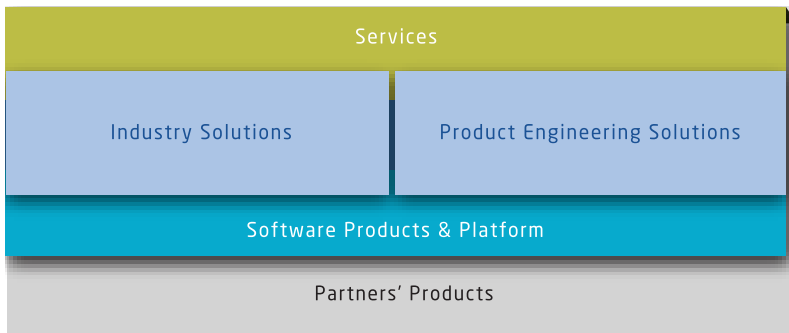 Services
Industry Solutions
Product Engineering Solutions
Software Products & Platform
Partners’ Products